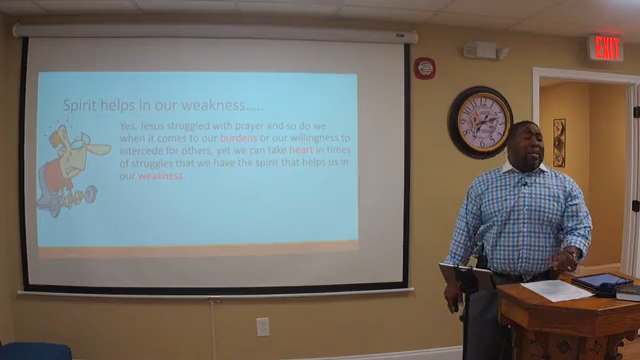 EXIT
Spirit helps in our weakness.....
Yes, Jesus struggled with prayer and so do we
when it comes to our burdens or our willingness to
intercede for others, yet we can take heart in times
of struggles that we have the spirit that helps us in
our weakness.